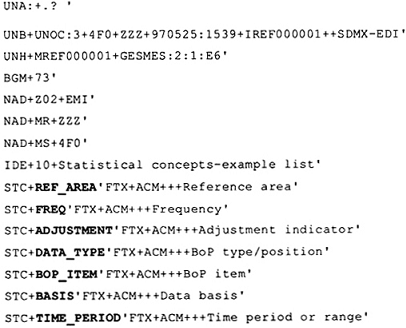 UNA:+.? '
UNB+UNOC:3+4F0+ZZZ+970525:1539+IREF000001++SDMX-EDI'
UNH+MREF000001+GESMES:2:1:E6'
BGM+73'
NAD+Z02+EMI'
NAD+MR+ZZZ'
NAD+MS+4F0'
IDE+10+Statistical concepts-example list'
STC+REF_AREA'FTX+ACM+++Reference area'
STC+FREQ'FTX+ACM+++Frequency'
STC+ADJUSTMENT'FTX+ACM+++Adjustment indicator'
STC+DATA_TYPE'FTX+ACM+++BoP type/position'
STC+BOP_ITEM'FTX+ACM+++BoP item'
STC+BASIS'FTX+ACM+++Data basis'
STC+TIME_PERIOD'FTX+ACM+++Time period or range'